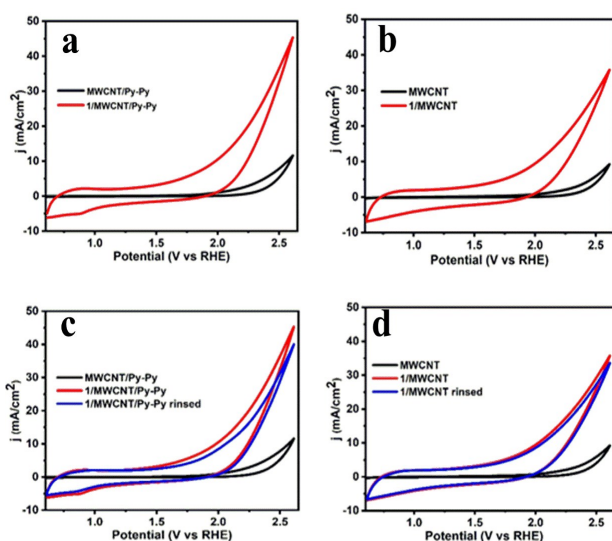 a
50
40
30
20
10
0
-10
j (mA/cm²)
MWCNT/Py-Py
1/MWCNT/Py-Py
1.0 1.5 2.0 2.5
Potential (V vs RHE)
b
50
40
30
20
10
0
-10
j (mA/cm²)
MWCNT
1/MWCNT
1.0 1.5 2.0 2.5
Potential (V vs RHE)
c
50
40
30
20
10
0
-10
j (mA/cm²)
MWCNT/Py-Py
1/MWCNT/Py-Py
1/MWCNT/Py-Py rinsed
1.0 1.5 2.0 2.5
Potential (V vs RHE)
d
50
40
30
20
10
0
-10
j (mA/cm²)
MWCNT
1/MWCNT
1/MWCNT rinsed
1.0 1.5 2.0 2.5
Potential (V vs RHE)